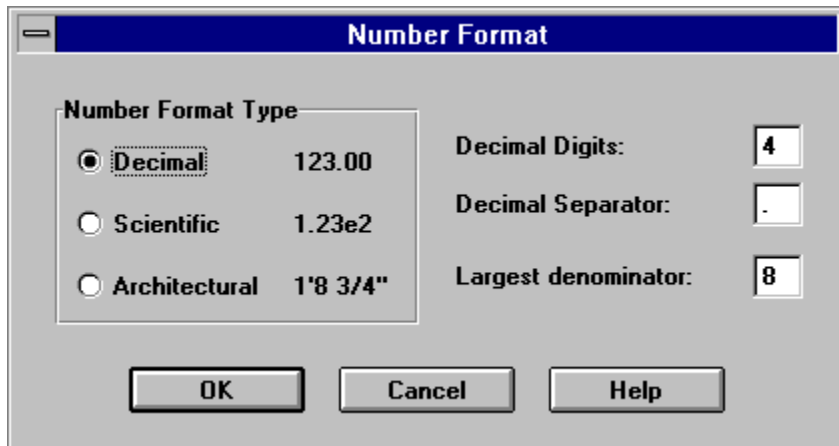 Number Format
Number Format Type
Decimal 123.00
Scientific 1.23e2
Architectural 1'8 3/4"
Decimal Digits: 4
Decimal Separator: .
Largest denominator: 8
OK Cancel Help